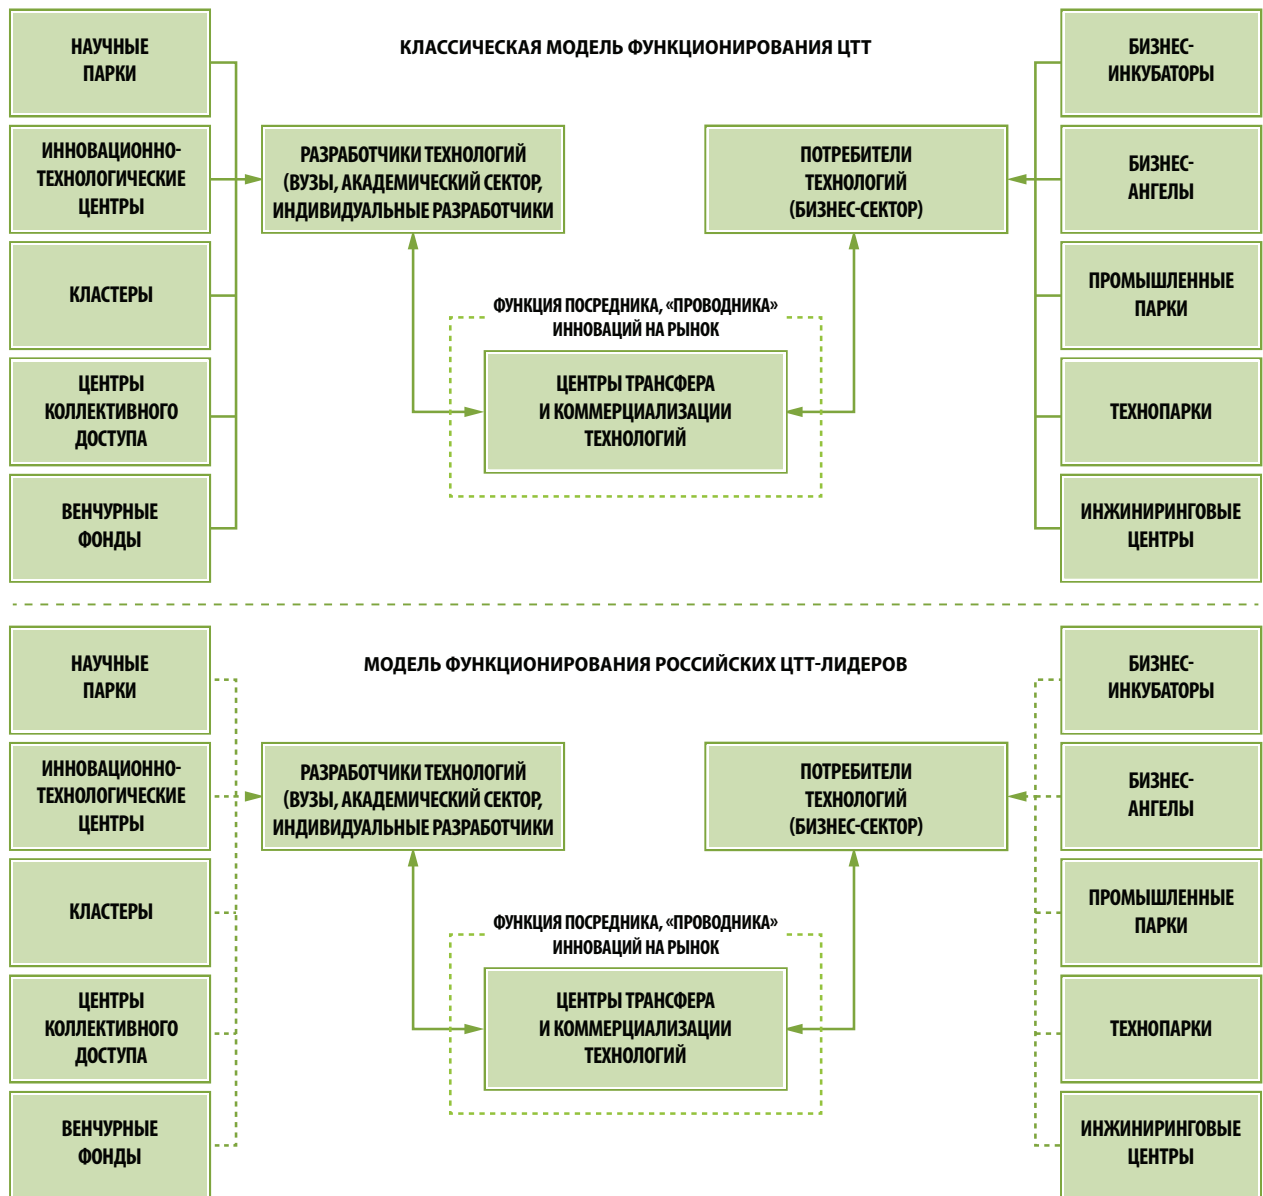 КЛАССИЧЕСКАЯ МОДЕЛЬ ФУНКЦИОНИРОВАНИЯ ЦТТ
НАУЧНЫЕ
ПАРКИ
ИННОВАЦИОННО-
ТЕХНОЛОГИЧЕСКИЕ
ЦЕНТРЫ
КЛАСТЕРЫ
ЦЕНТРЫ
КОЛЛЕКТИВНОГО
ДОСТУПА
ВЕНЧУРНЫЕ
ФОНДЫ
РАЗРАБОТЧИКИ ТЕХНОЛОГИЙ
(ВУЗЫ, АКАДЕМИЧЕСКИЙ СЕКТОР,
ИНДИВИДУАЛЬНЫЕ РАЗРАБОТЧИКИ
ФУНКЦИЯ ПОСРЕДНИКА, «ПРОВОДНИКА»
ИННОВАЦИЙ НА РЫНОК
ЦЕНТРЫ ТРАНСФЕРА
И КОММЕРЦИАЛИЗАЦИИ
ТЕХНОЛОГИЙ
ПОТРЕБИТЕЛИ
ТЕХНОЛОГИЙ
(БИЗНЕС-СЕКТОР)
БИЗНЕС-
ИНКУБАТОРЫ
БИЗНЕС-
АНГЕЛЫ
ПРОМЫШЛЕННЫЕ
ПАРКИ
ТЕХНОПАРКИ
ИНЖИНИРИНГОВЫЕ
ЦЕНТРЫ
МОДЕЛЬ ФУНКЦИОНИРОВАНИЯ РОССИЙСКИХ ЦТТ-ЛИДЕРОВ
НАУЧНЫЕ
ПАРКИ
ИННОВАЦИОННО-
ТЕХНОЛОГИЧЕСКИЕ
ЦЕНТРЫ
КЛАСТЕРЫ
ЦЕНТРЫ
КОЛЛЕКТИВНОГО
ДОСТУПА
ВЕНЧУРНЫЕ
ФОНДЫ
РАЗРАБОТЧИКИ ТЕХНОЛОГИЙ
(ВУЗЫ, АКАДЕМИЧЕСКИЙ СЕКТОР,
ИНДИВИДУАЛЬНЫЕ РАЗРАБОТЧИКИ
ФУНКЦИЯ ПОСРЕДНИКА, «ПРОВОДНИКА»
ИННОВАЦИЙ НА РЫНОК
ЦЕНТРЫ ТРАНСФЕРА
И КОММЕРЦИАЛИЗАЦИИ
ТЕХНОЛОГИЙ
ПОТРЕБИТЕЛИ
ТЕХНОЛОГИЙ
(БИЗНЕС-СЕКТОР)
БИЗНЕС-
ИНКУБАТОРЫ
БИЗНЕС-
АНГЕЛЫ
ПРОМЫШЛЕННЫЕ
ПАРКИ
ТЕХНОПАРКИ
ИНЖИНИРИНГОВЫЕ
ЦЕНТРЫ